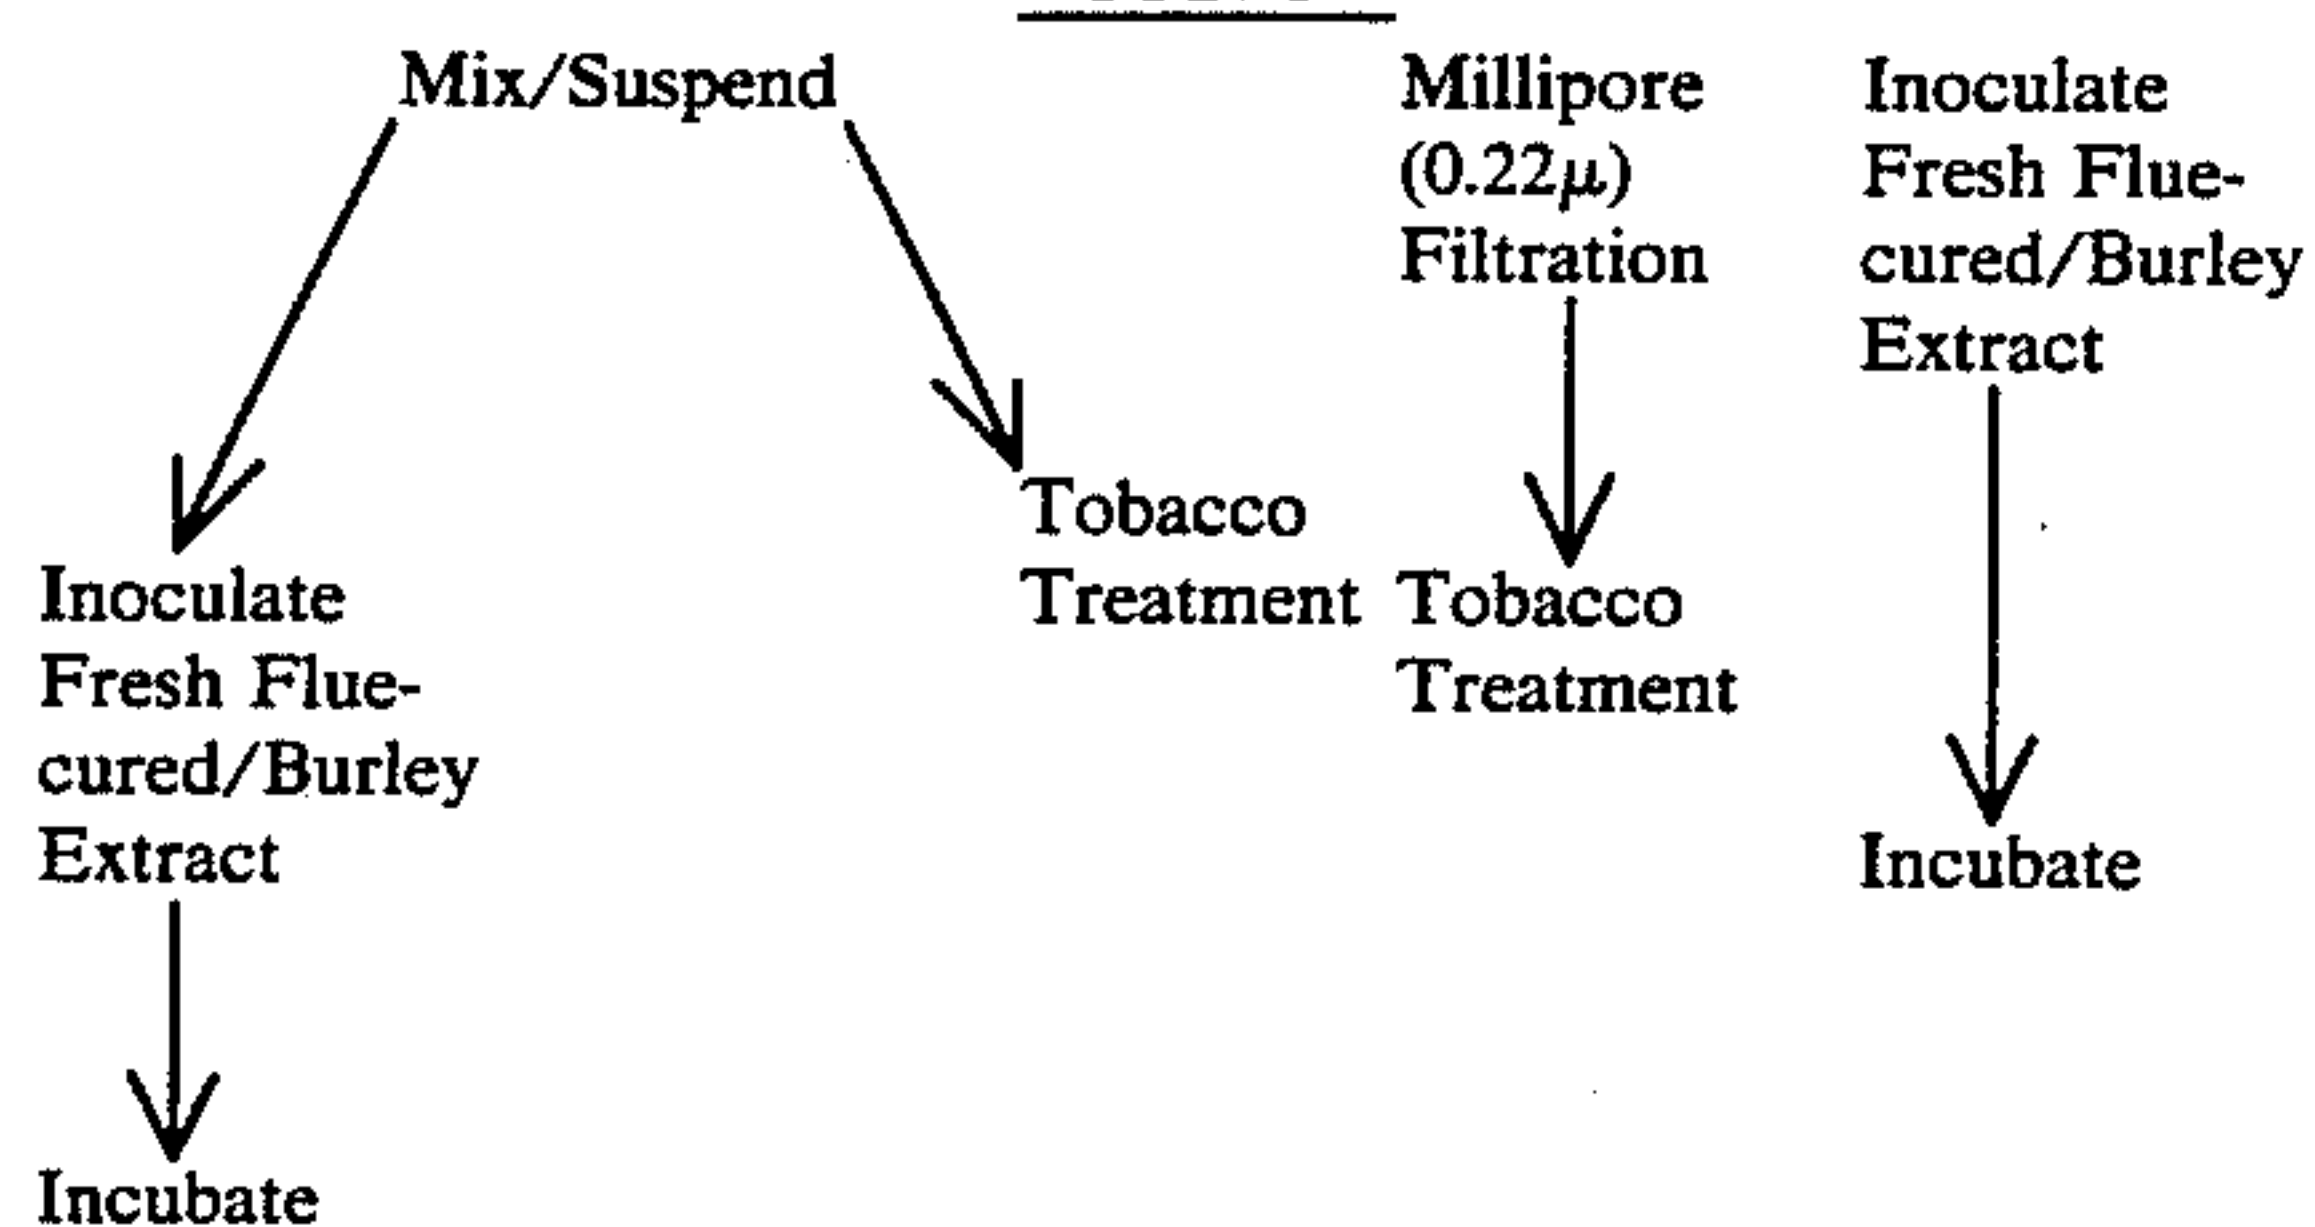 Mix/Suspend
Millipore
(0.22μ)
Filtration
Inoculate
Fresh Flue-
cured/Burley
Extract
Tobacco
Treatment
Tobacco
Treatment
Inoculate
Fresh Flue-
cured/Burley
Extract
Incubate
Incubate